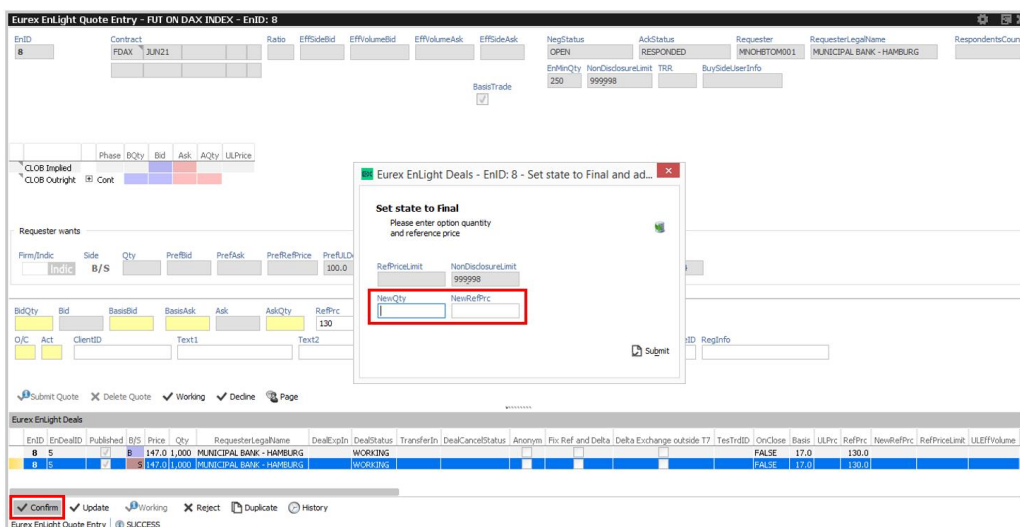 Eurex EnLight Quote Entry - FUT ON DAX INDEX - EnID: 8
EnID Contract Ratio EffSideBid EffVolumeBid EffVolumeAsk EffSideAsk NegStatus AckStatus Requester RequesterLegalName RespondentsCoun
8 FDAX JUN21 OPEN RESPONDED MNOHBTOM001 MUNICIPAL BANK - HAMBURG
EnMinQty NonDisclosureLimit TRR BuySideUserInfo
250 999998
BasisTrade
Phase BQty Bid Ask AQty ULPrice
CLOB Implied
CLOB Outright Cont
Eurex EnLight Deals - EnID: 8 - Set state to Final and ad...
Set state to Final
Please enter option quantity
and reference price
RefPriceLimit NonDisclosureLimit
999998
NewQty NewRefPrc
Submit
Requester wants
Firm/Indic Side Qty PrefBid PrefAsk PrefRefPrice PrefULD
Indic B/S 100.0
BidQty Bid BasisBid BasisAsk Ask AskQty RefPrc
130
O/C Act ClientID Text1 Text2 RegInfo
Submit Quote Delete Quote Working Decline Page
Eurex EnLight Deals
EnID EnDealID Published B/S Price Qty RequesterLegalName DealExpIn DealStatus TransferIn DealCancelStatus Anonym Fix Ref and Delta Delta Exchange outside T7 TesTrdID OnClose Basis ULPrc RefPrc NewRefPrc RefPriceLimit ULEffVolume
8 5 B 147.0 1,000 MUNICIPAL BANK - HAMBURG WORKING FALSE 17.0 130.0
8 5 S 147.0 1,000 MUNICIPAL BANK - HAMBURG WORKING FALSE 17.0 130.0
Confirm Update Working Reject Duplicate History
Eurex EnLight Quote Entry SUCCESS